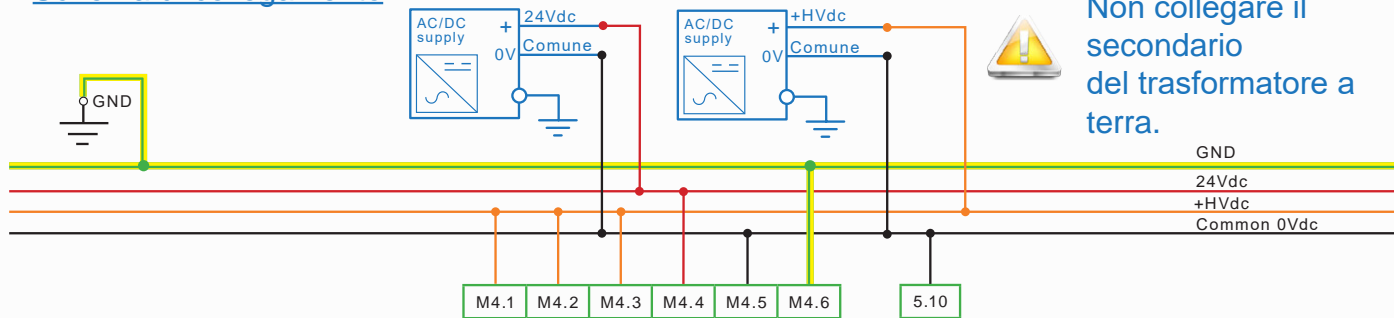 AC/DC
supply
+
24Vdc
0V
Comune
AC/DC
supply
+
+HVdc
0V
Comune
Non collegare il
secondario
del trasformatore a
terra.
GND
GND
24Vdc
+HVdc
Common 0Vdc
M4.1
M4.2
M4.3
M4.4
M4.5
M4.6
5.10